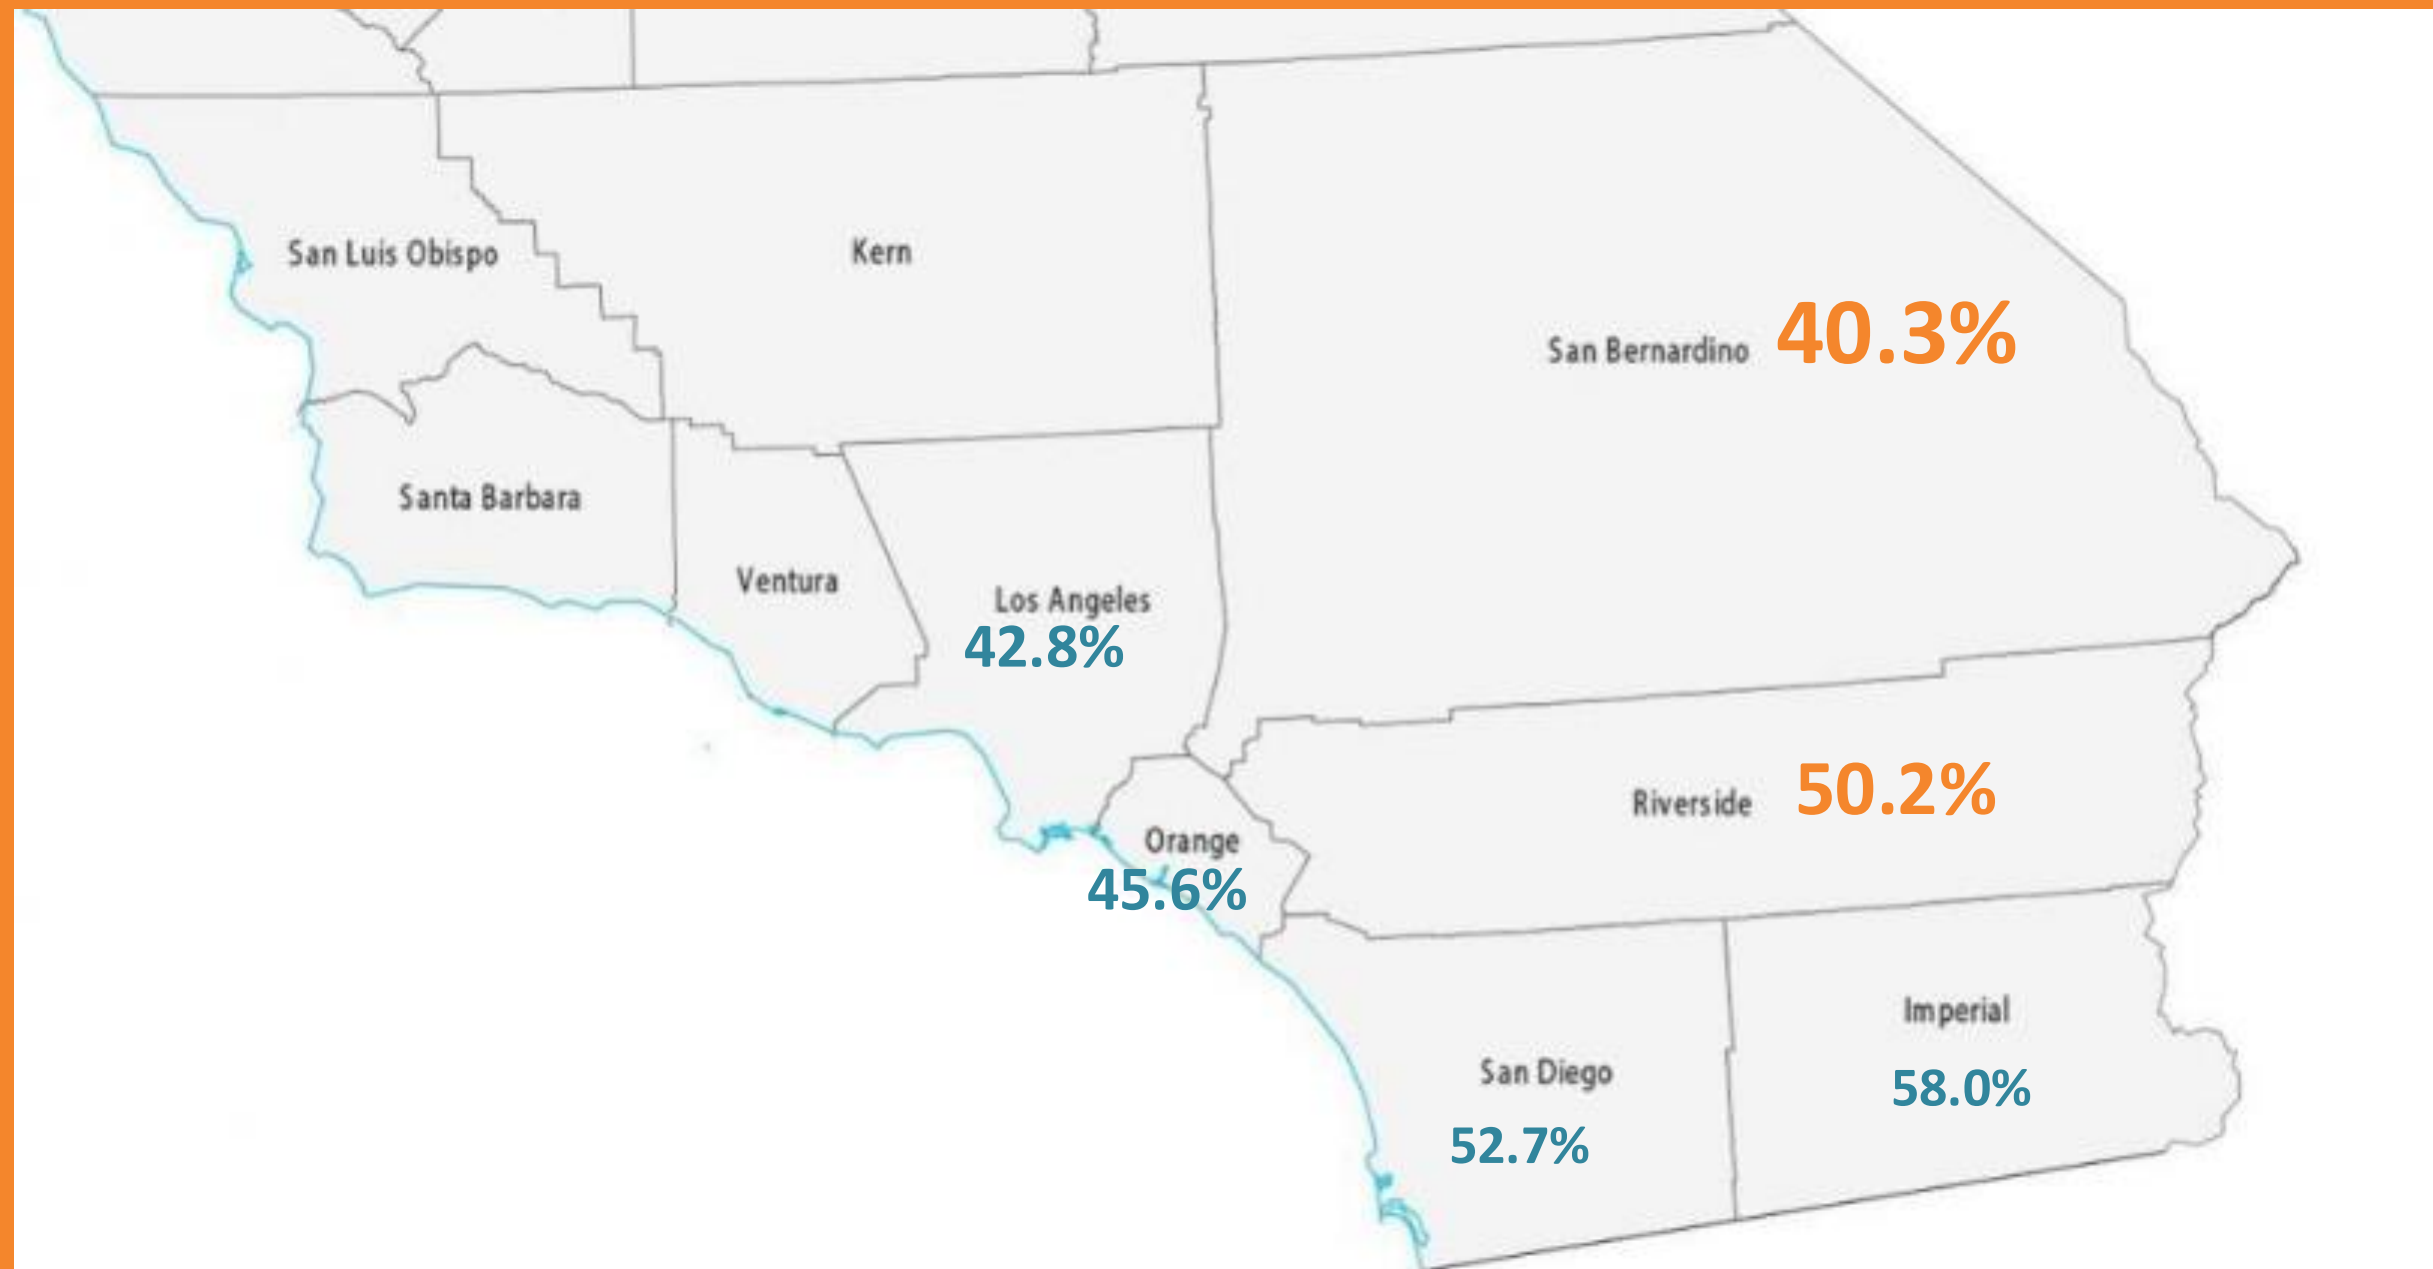 San Luis Obispo
Kern
San Bernardino 40.3%
Santa Barbara
Ventura
Los Angeles
42.8%
Riverside 50.2%
Orange
45.6%
Imperial
58.0%
San Diego
52.7%